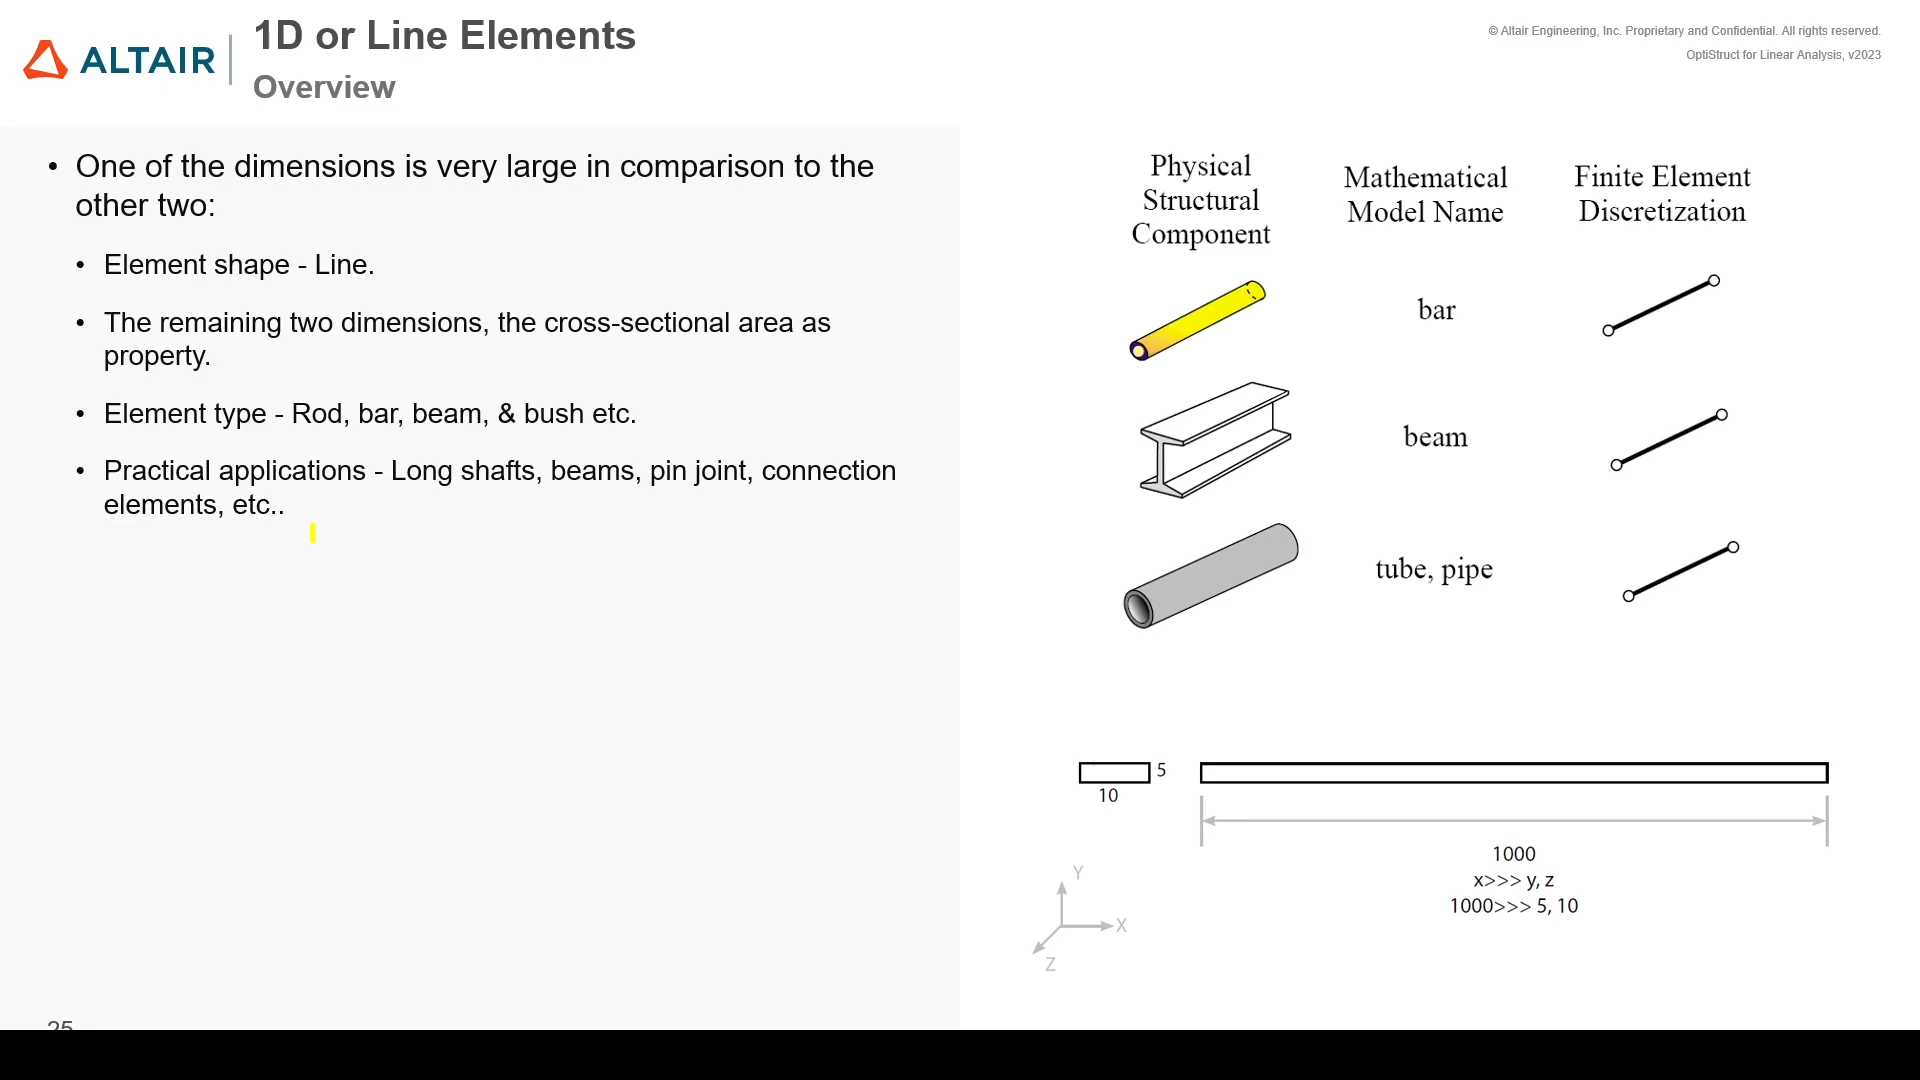 ALTAIR
1D or Line Elements
Overview
© Altair Engineering, Inc. Proprietary and Confidential. All rights reserved.
OptiStruct for Linear Analysis, v2023
• One of the dimensions is very large in comparison to the
other two:
• Element shape - Line.
• The remaining two dimensions, the cross-sectional area as
property.
• Element type - Rod, bar, beam, & bush etc.
• Practical applications - Long shafts, beams, pin joint, connection
elements, etc..
Physical
Structural
Component
Mathematical
Model Name
Finite Element
Discretization
bar
beam
tube, pipe
5
10
1000
x>>> y, z
1000>>> 5, 10
Y
X
Z
25